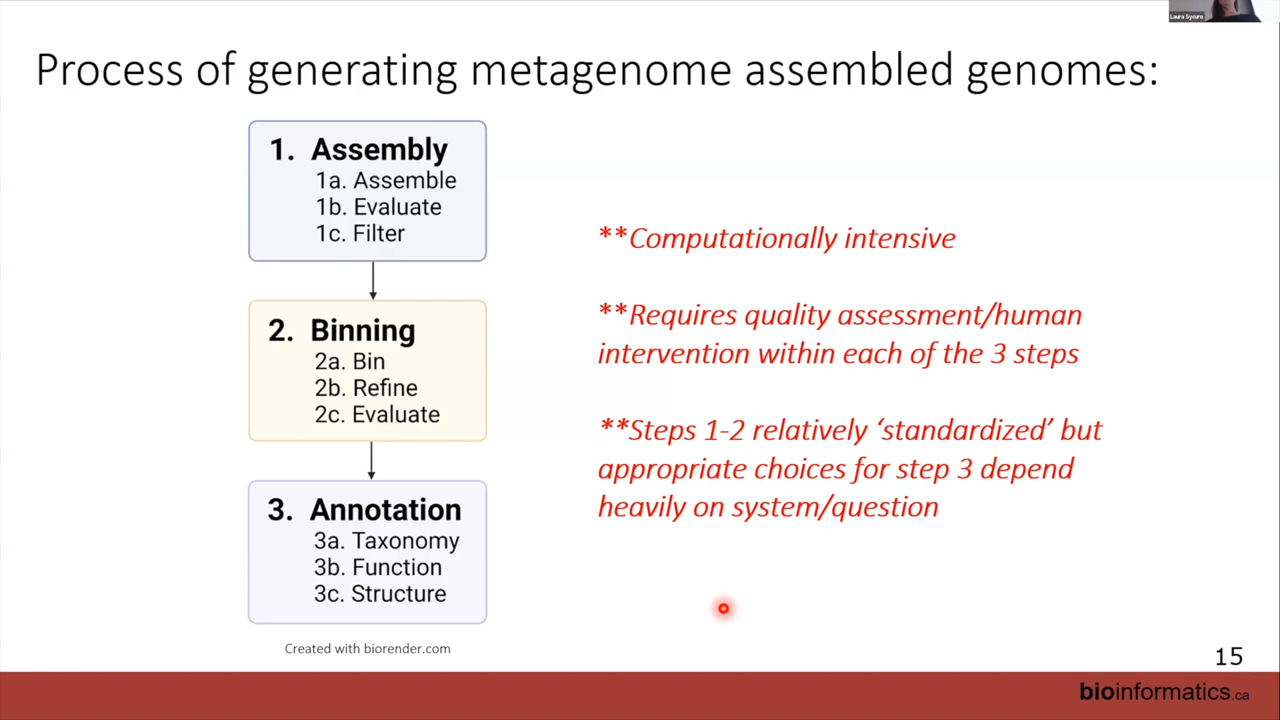 Laura Sycuro
Process of generating metagenome assembled genomes:
1. Assembly
1a. Assemble
1b. Evaluate
1c. Filter
2. Binning
2a. Bin
2b. Refine
2c. Evaluate
3. Annotation
3a. Taxonomy
3b. Function
3c. Structure
Created with biorender.com
**Computationally intensive
**Requires quality assessment/human
intervention within each of the 3 steps
**Steps 1-2 relatively ‘standardized’ but
appropriate choices for step 3 depend
heavily on system/question
15
bioinformatics.ca